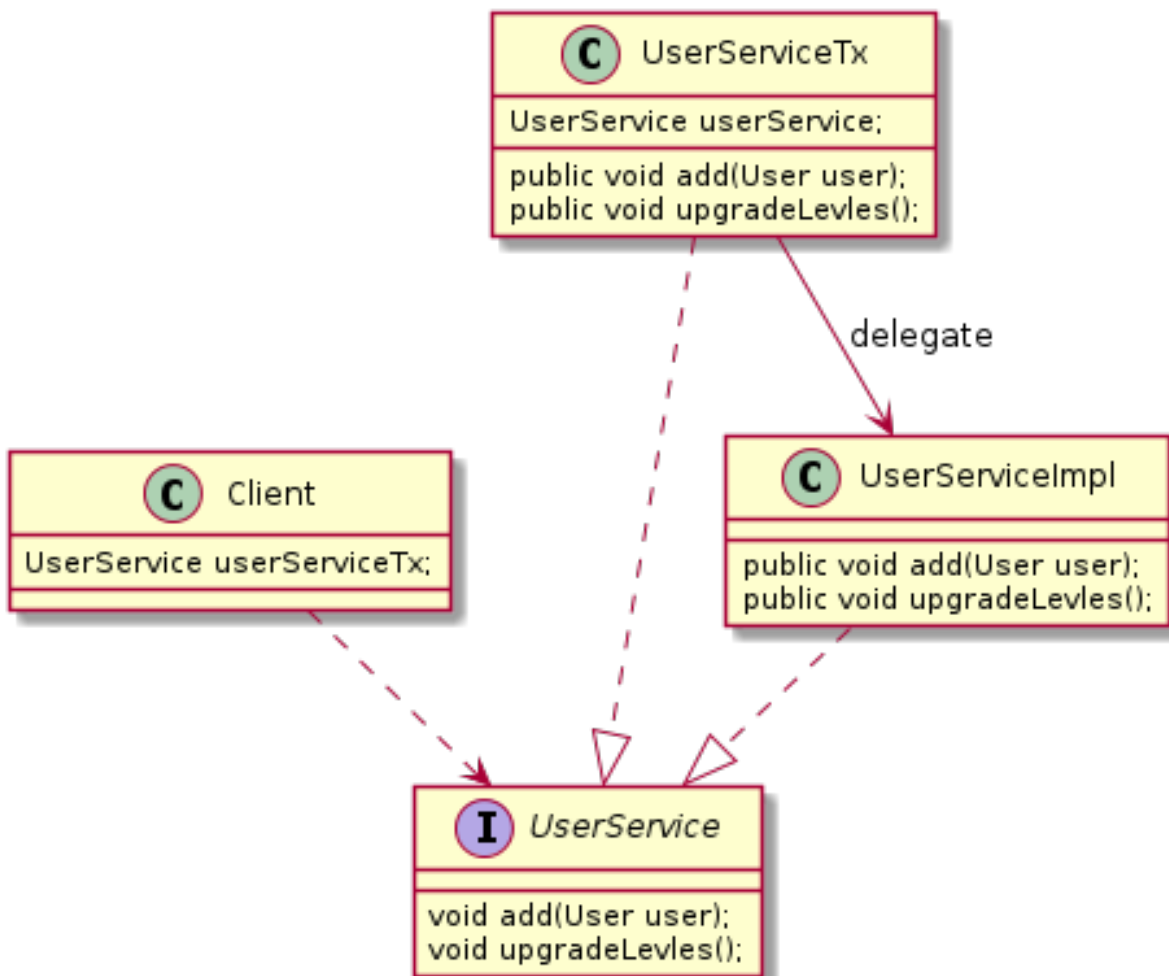 C UserServiceTx
UserService userService;
public void add(User user);
public void upgradeLevles();
delegate
C Client
UserService userServiceTx;
C UserServiceImpl
public void add(User user);
public void upgradeLevles();
I UserService
void add(User user);
void upgradeLevles();